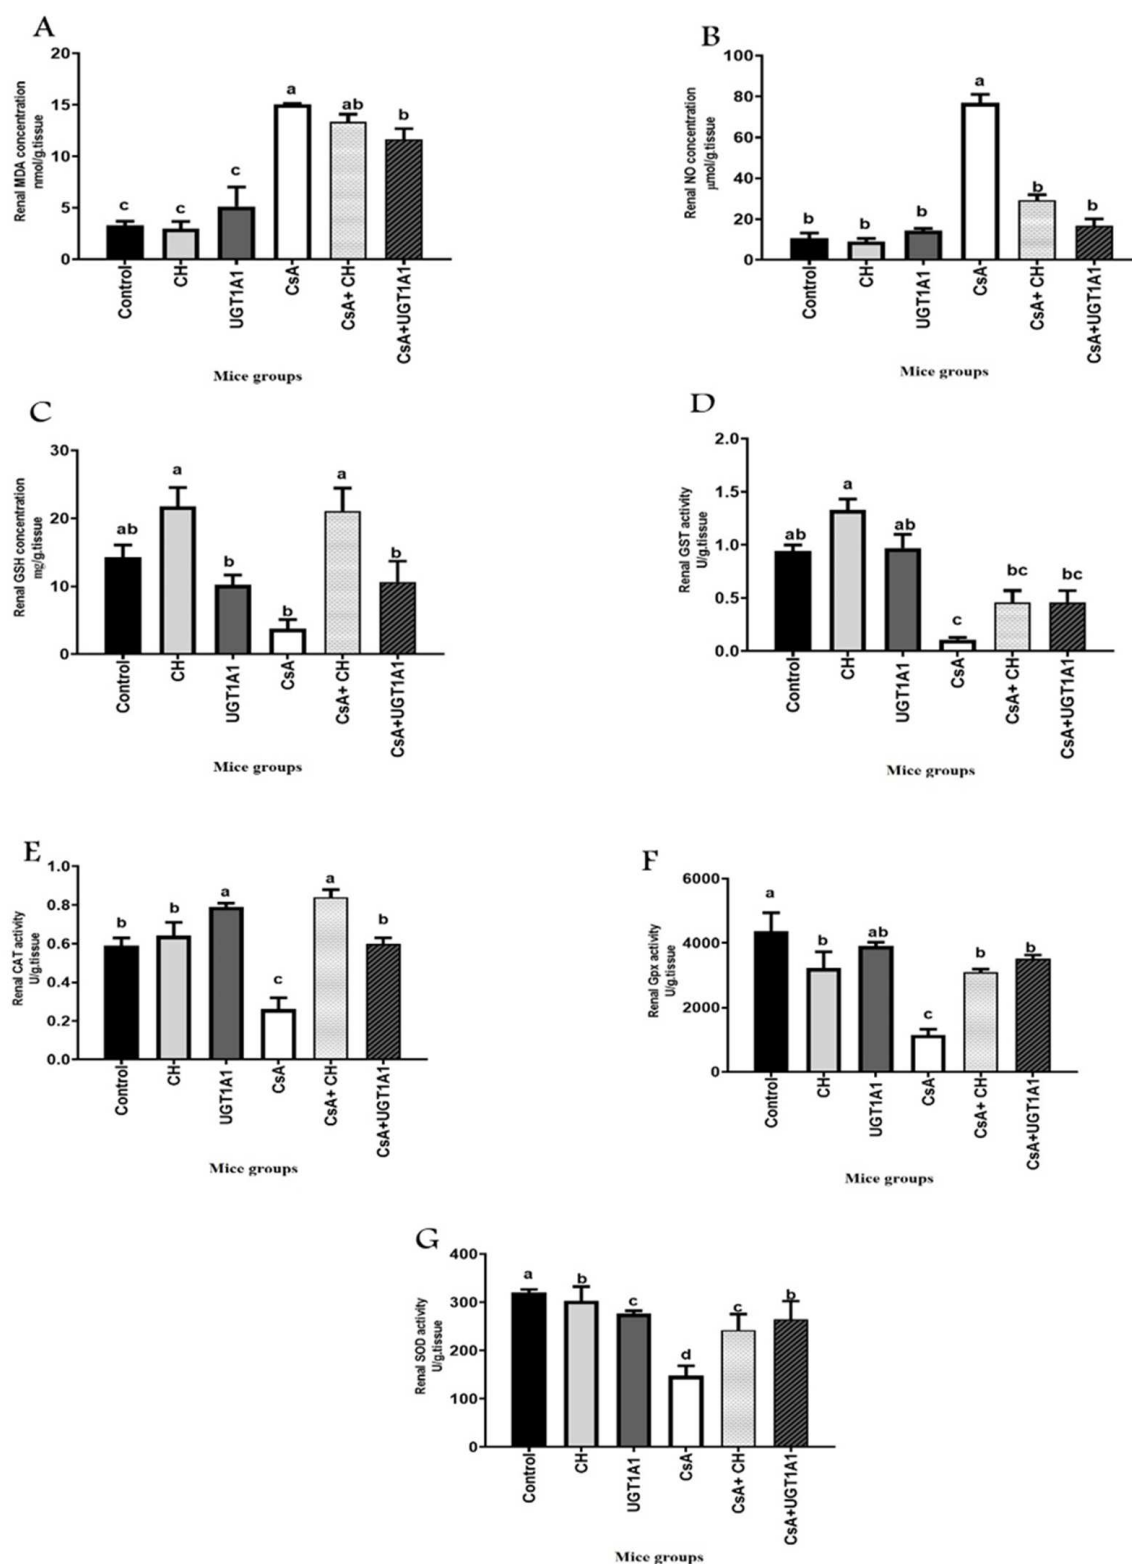 A
Renal MDA concentration
nmol/g.tissue
20
15
10
5
0
c
c
c
a
ab
b
Control
CH
UGT1A1
CsA
CsA+ CH
CsA+UGT1A1
Mice groups
B
Renal NO concentration
µmol/g.tissue
100
80
60
40
20
0
b
b
b
a
b
b
Control
CH
UGT1A1
CsA
CsA+ CH
CsA+UGT1A1
Mice groups
C
Renal GSH concentration
mg/g.tissue
30
20
10
0
ab
a
b
b
a
b
Control
CH
UGT1A1
CsA
CsA+ CH
CsA+UGT1A1
Mice groups
D
Renal GST activity
U/g.tissue
2.0
1.5
1.0
0.5
0.0
ab
a
ab
c
bc
bc
Control
CH
UGT1A1
CsA
CsA+ CH
CsA+UGT1A1
Mice groups
E
Renal CAT activity
U/g.tissue
1.0
0.8
0.6
0.4
0.2
0.0
b
b
a
c
a
b
Control
CH
UGT1A1
CsA
CsA+ CH
CsA+UGT1A1
Mice groups
F
Renal Gpx activity
U/g.tissue
6000
4000
2000
0
a
b
ab
c
b
b
Control
CH
UGT1A1
CsA
CsA+ CH
CsA+UGT1A1
Mice groups
G
Renal SOD activity
U/g.tissue
400
300
200
100
0
a
b
c
d
c
b
Control
CH
UGT1A1
CsA
CsA+ CH
CsA+UGT1A1
Mice groups